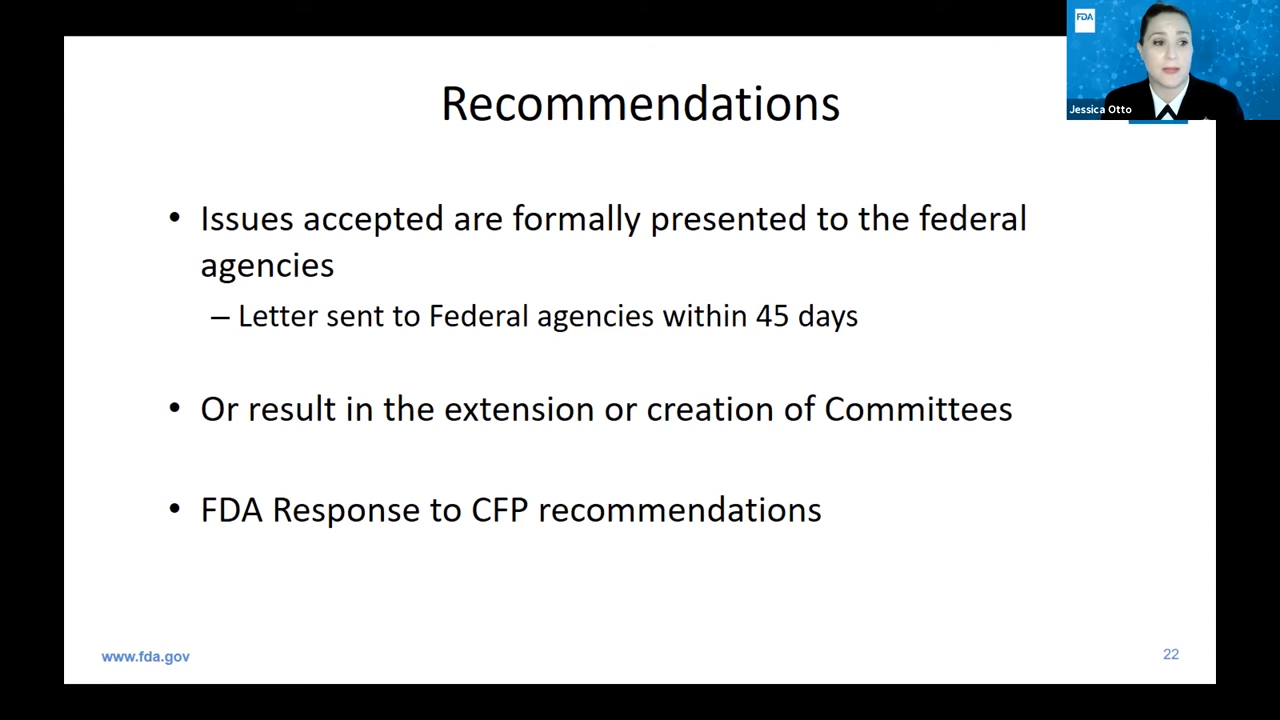 FDA
Jessica Otto
Recommendations
• Issues accepted are formally presented to the federal
agencies
– Letter sent to Federal agencies within 45 days
• Or result in the extension or creation of Committees
• FDA Response to CFP recommendations
www.fda.gov
22